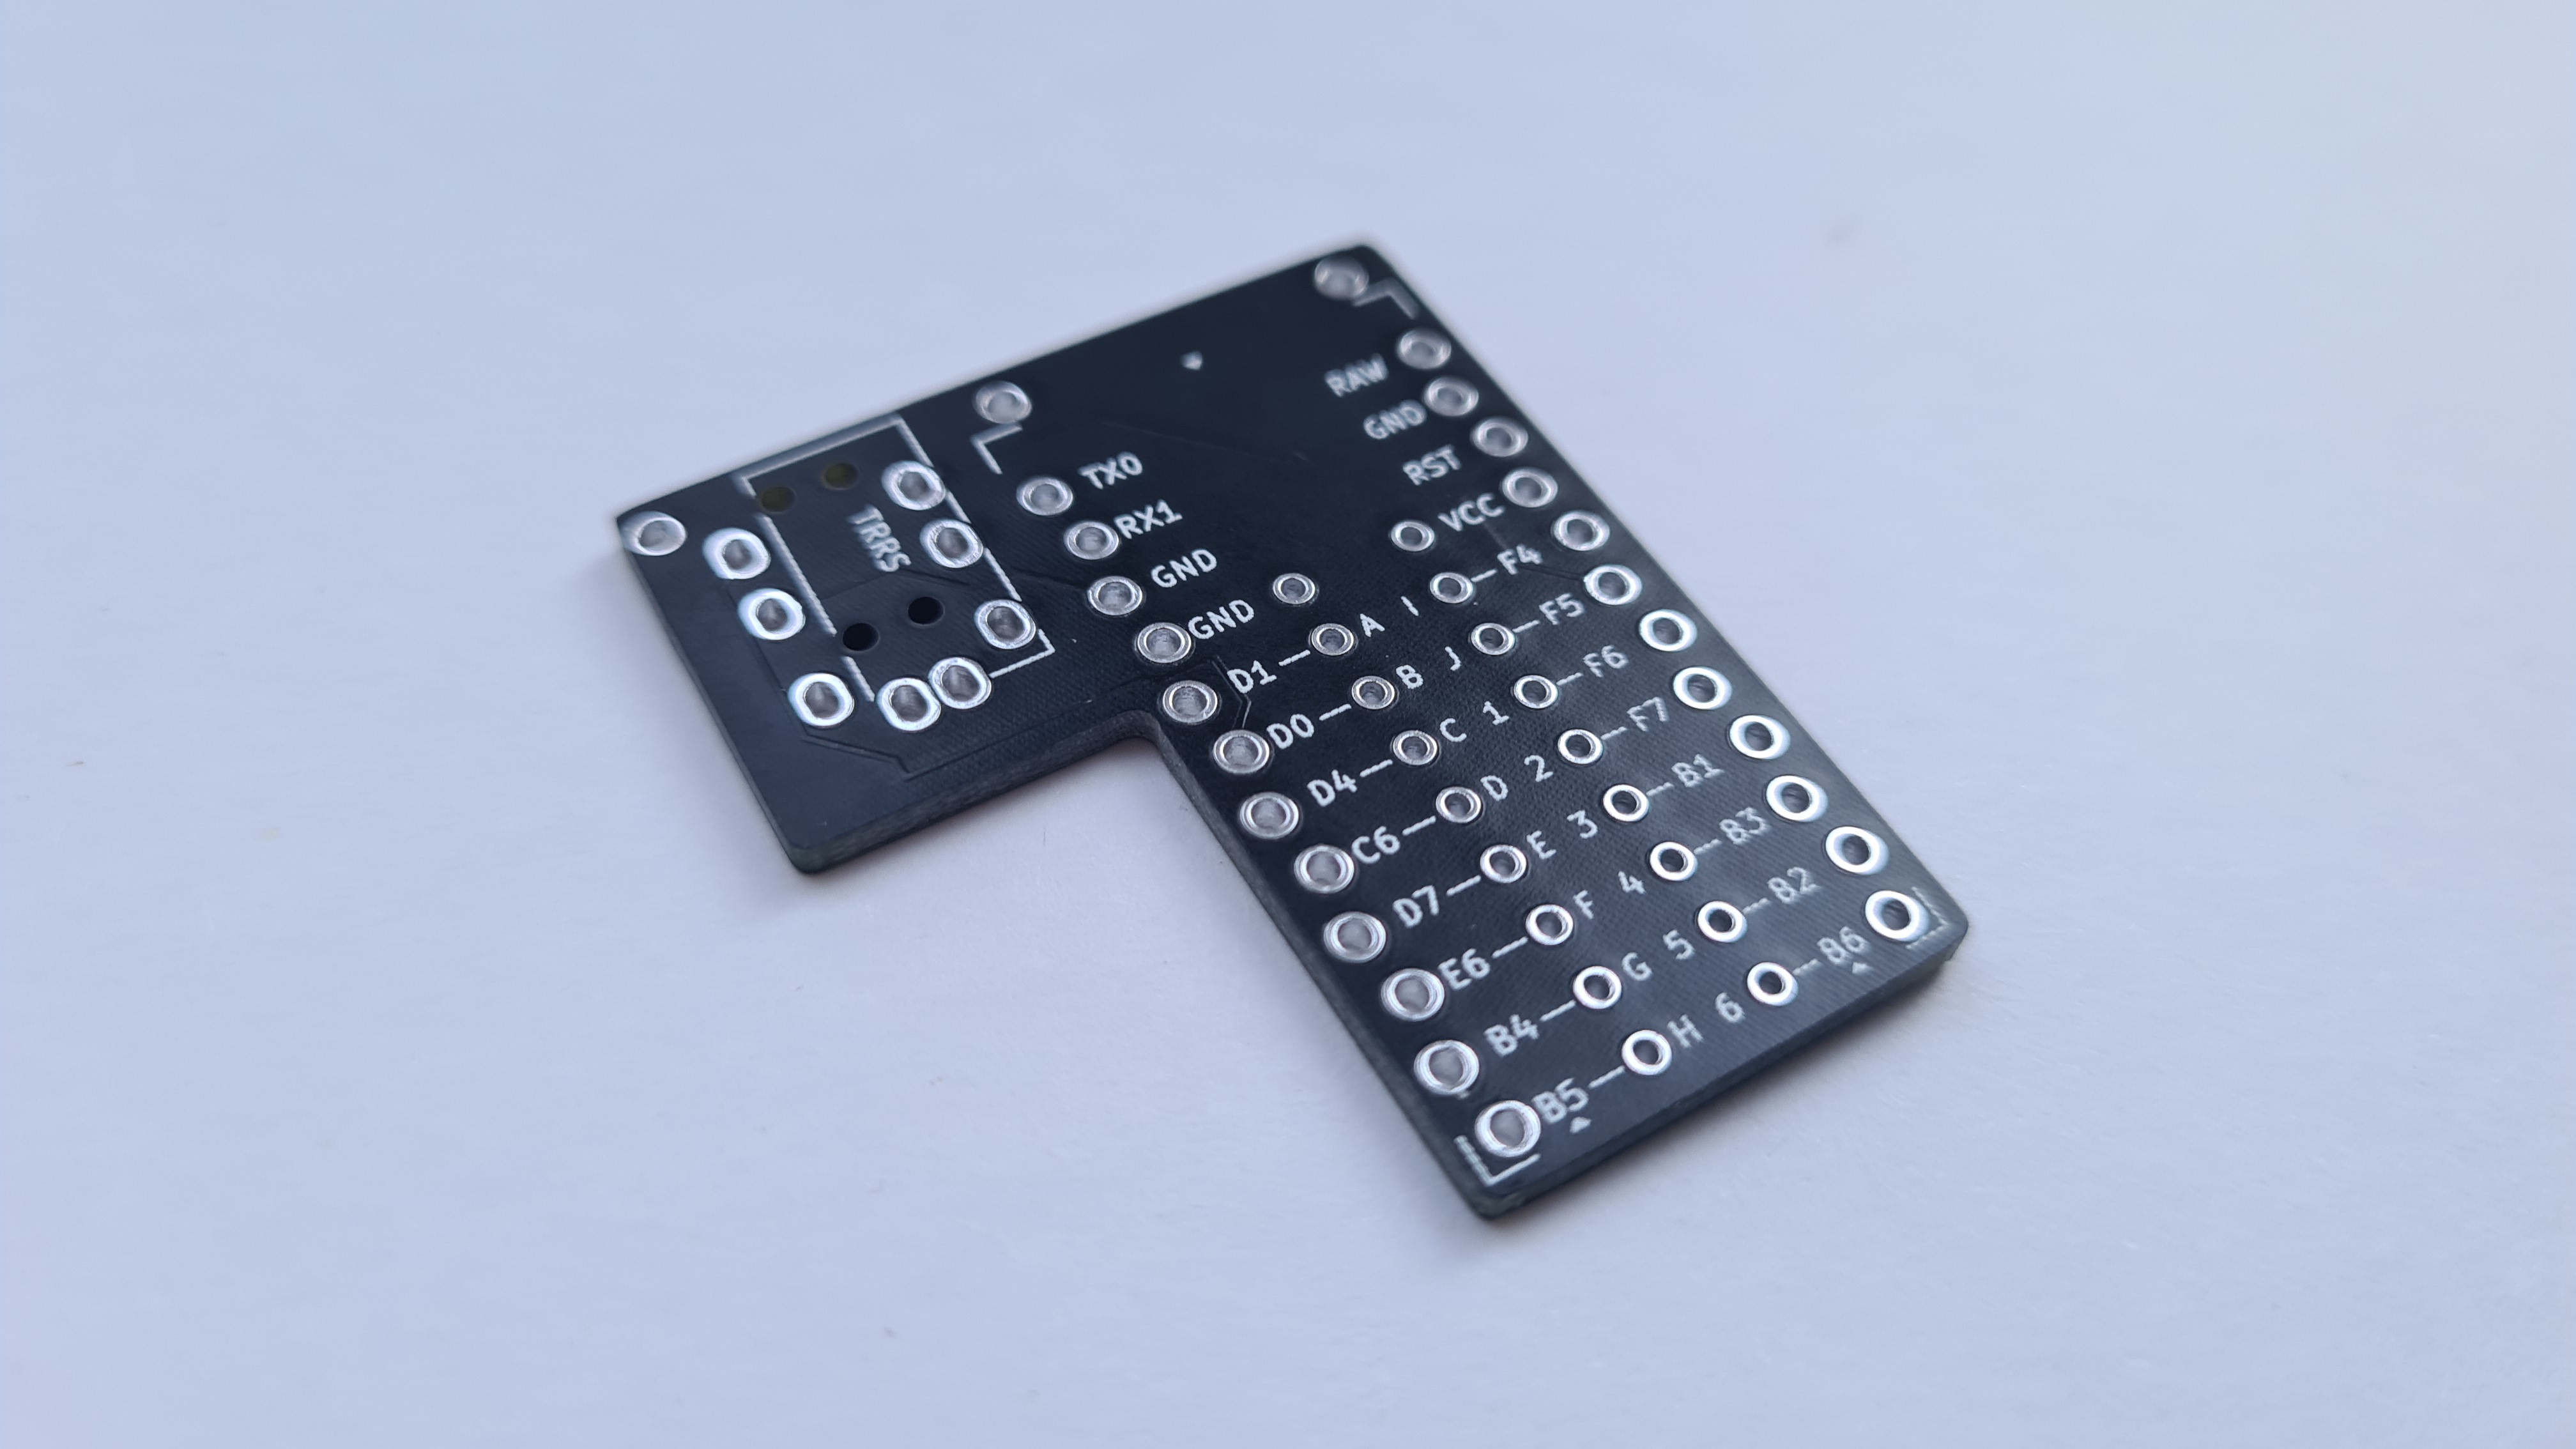 TRRS
TX0 RAW
RX1 GND
GND RST
GND VCC
D1 A I F4
D0 B J F5
D4 C 1 F6
C6 D 2 F7
D7 E 3 B1
E6 F 4 B3
B4 G 5 B2
B5 H 6 B6